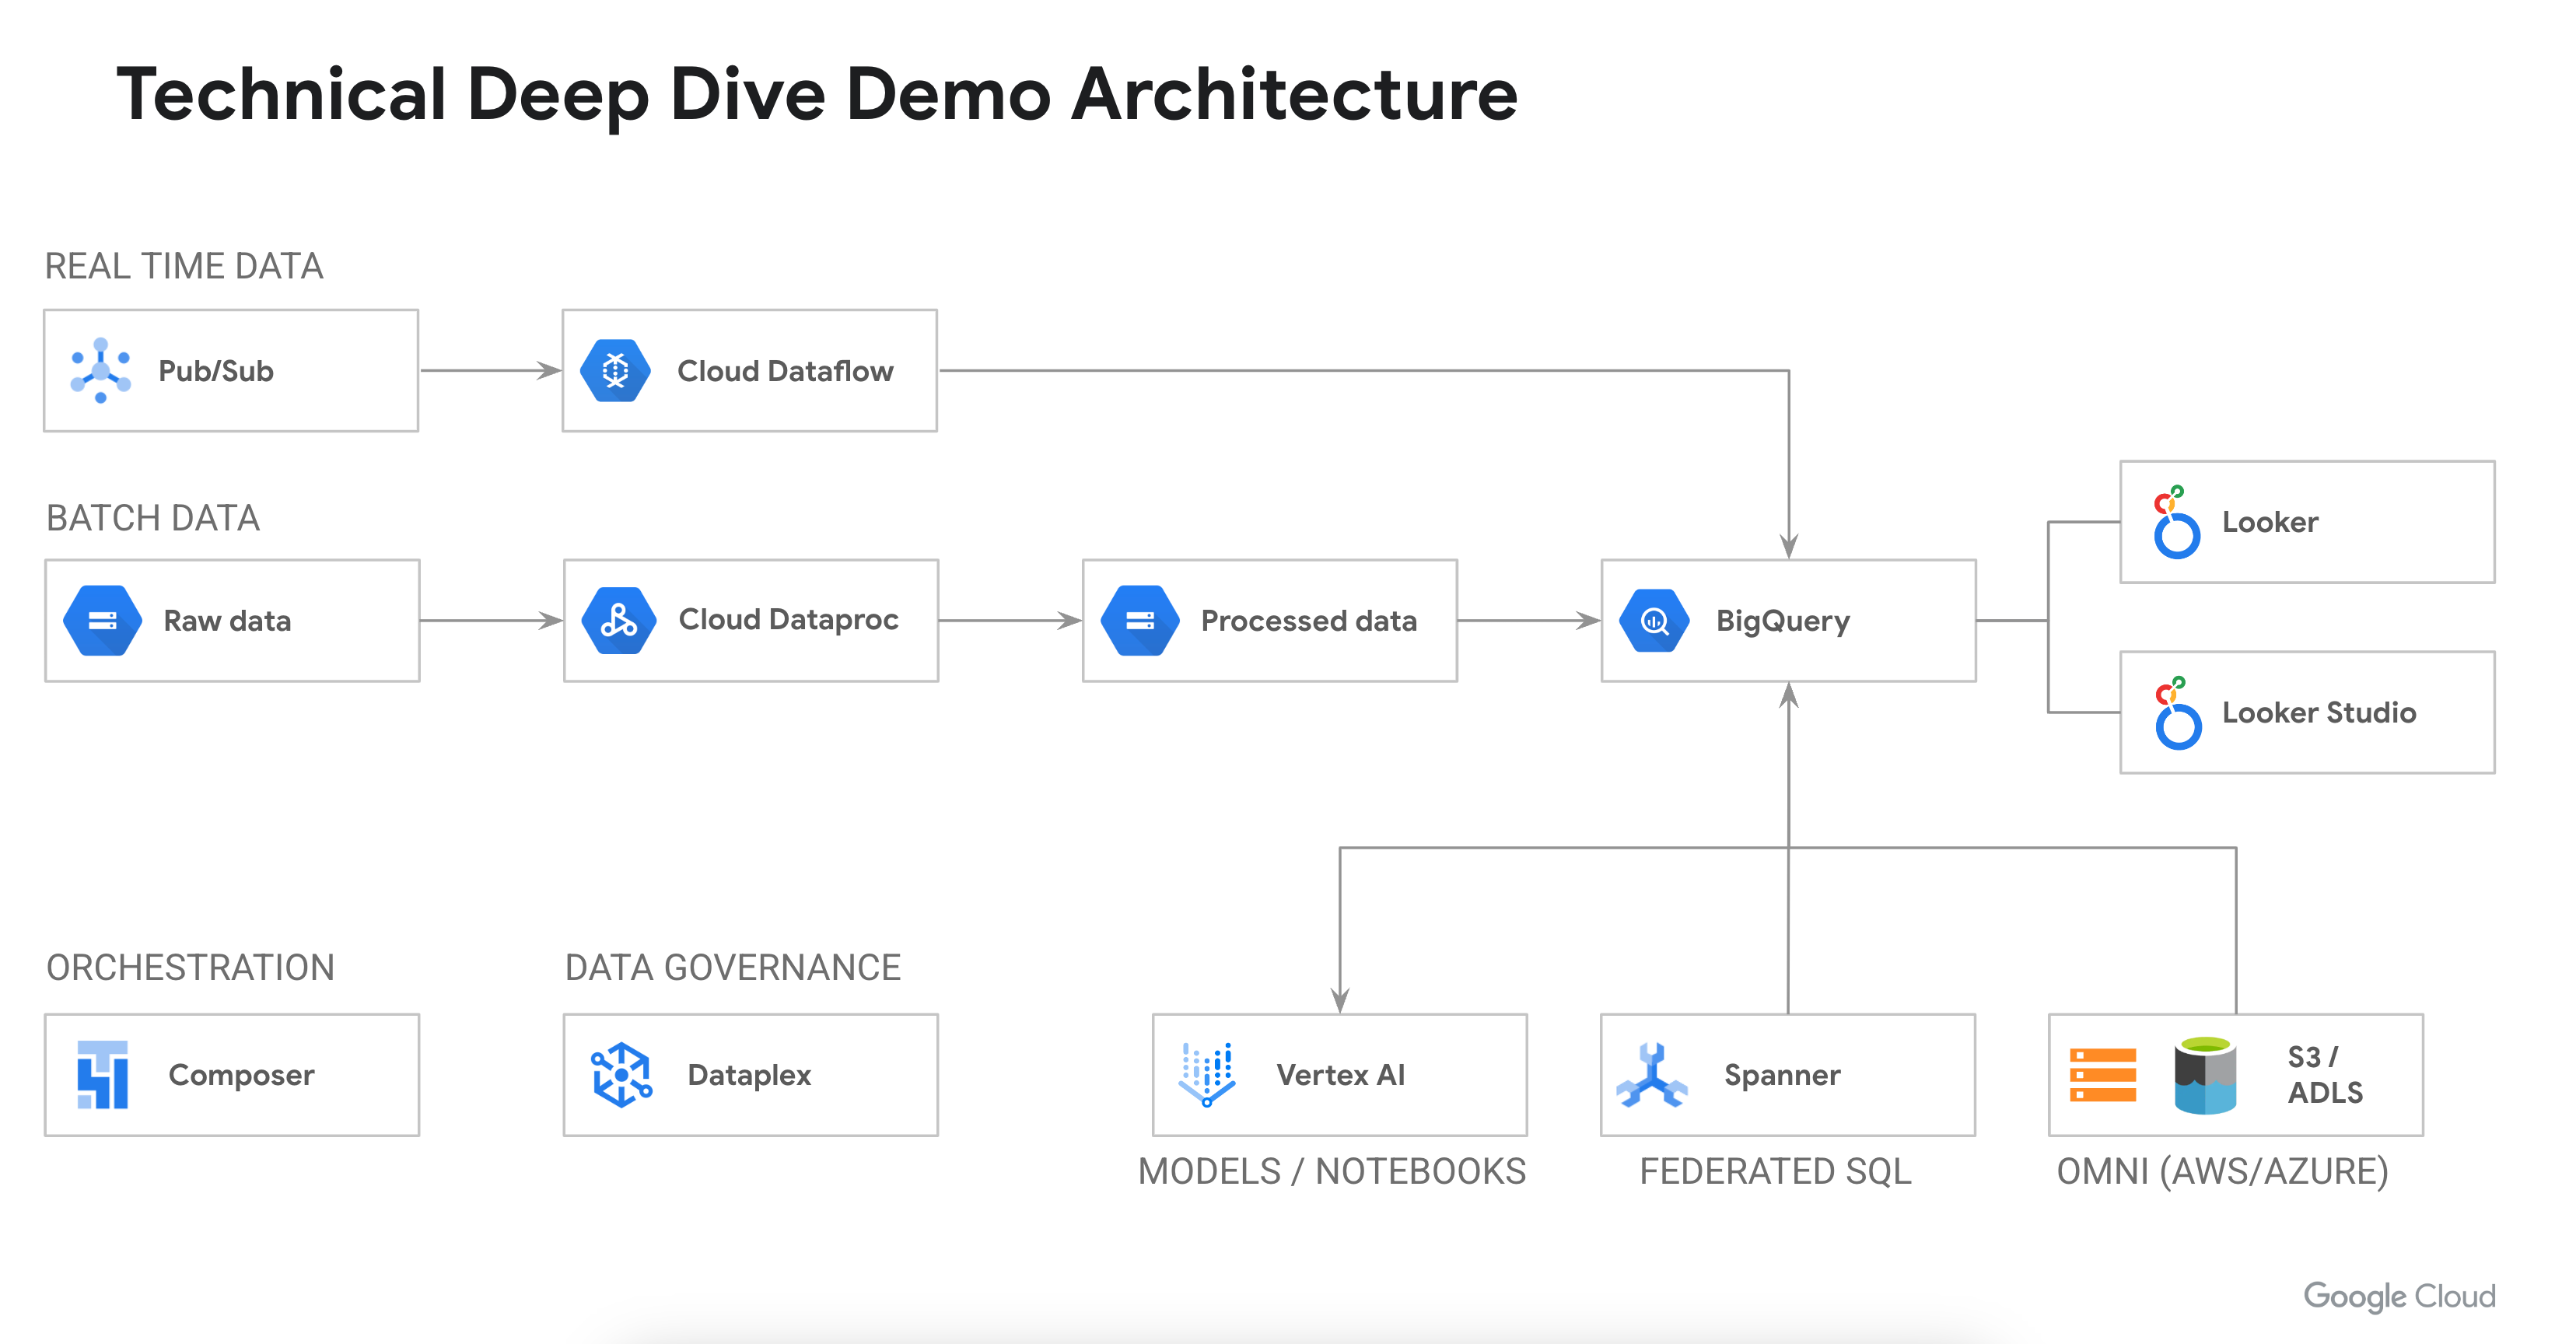 Technical Deep Dive Demo Architecture
REAL TIME DATA
Pub/Sub
Cloud Dataflow
BATCH DATA
Raw data
Cloud Dataproc
Processed data
BigQuery
Looker
Looker Studio
ORCHESTRATION
Composer
DATA GOVERNANCE
Dataplex
Vertex AI
MODELS / NOTEBOOKS
Spanner
FEDERATED SQL
S3 /
ADLS
OMNI (AWS/AZURE)
Google Cloud